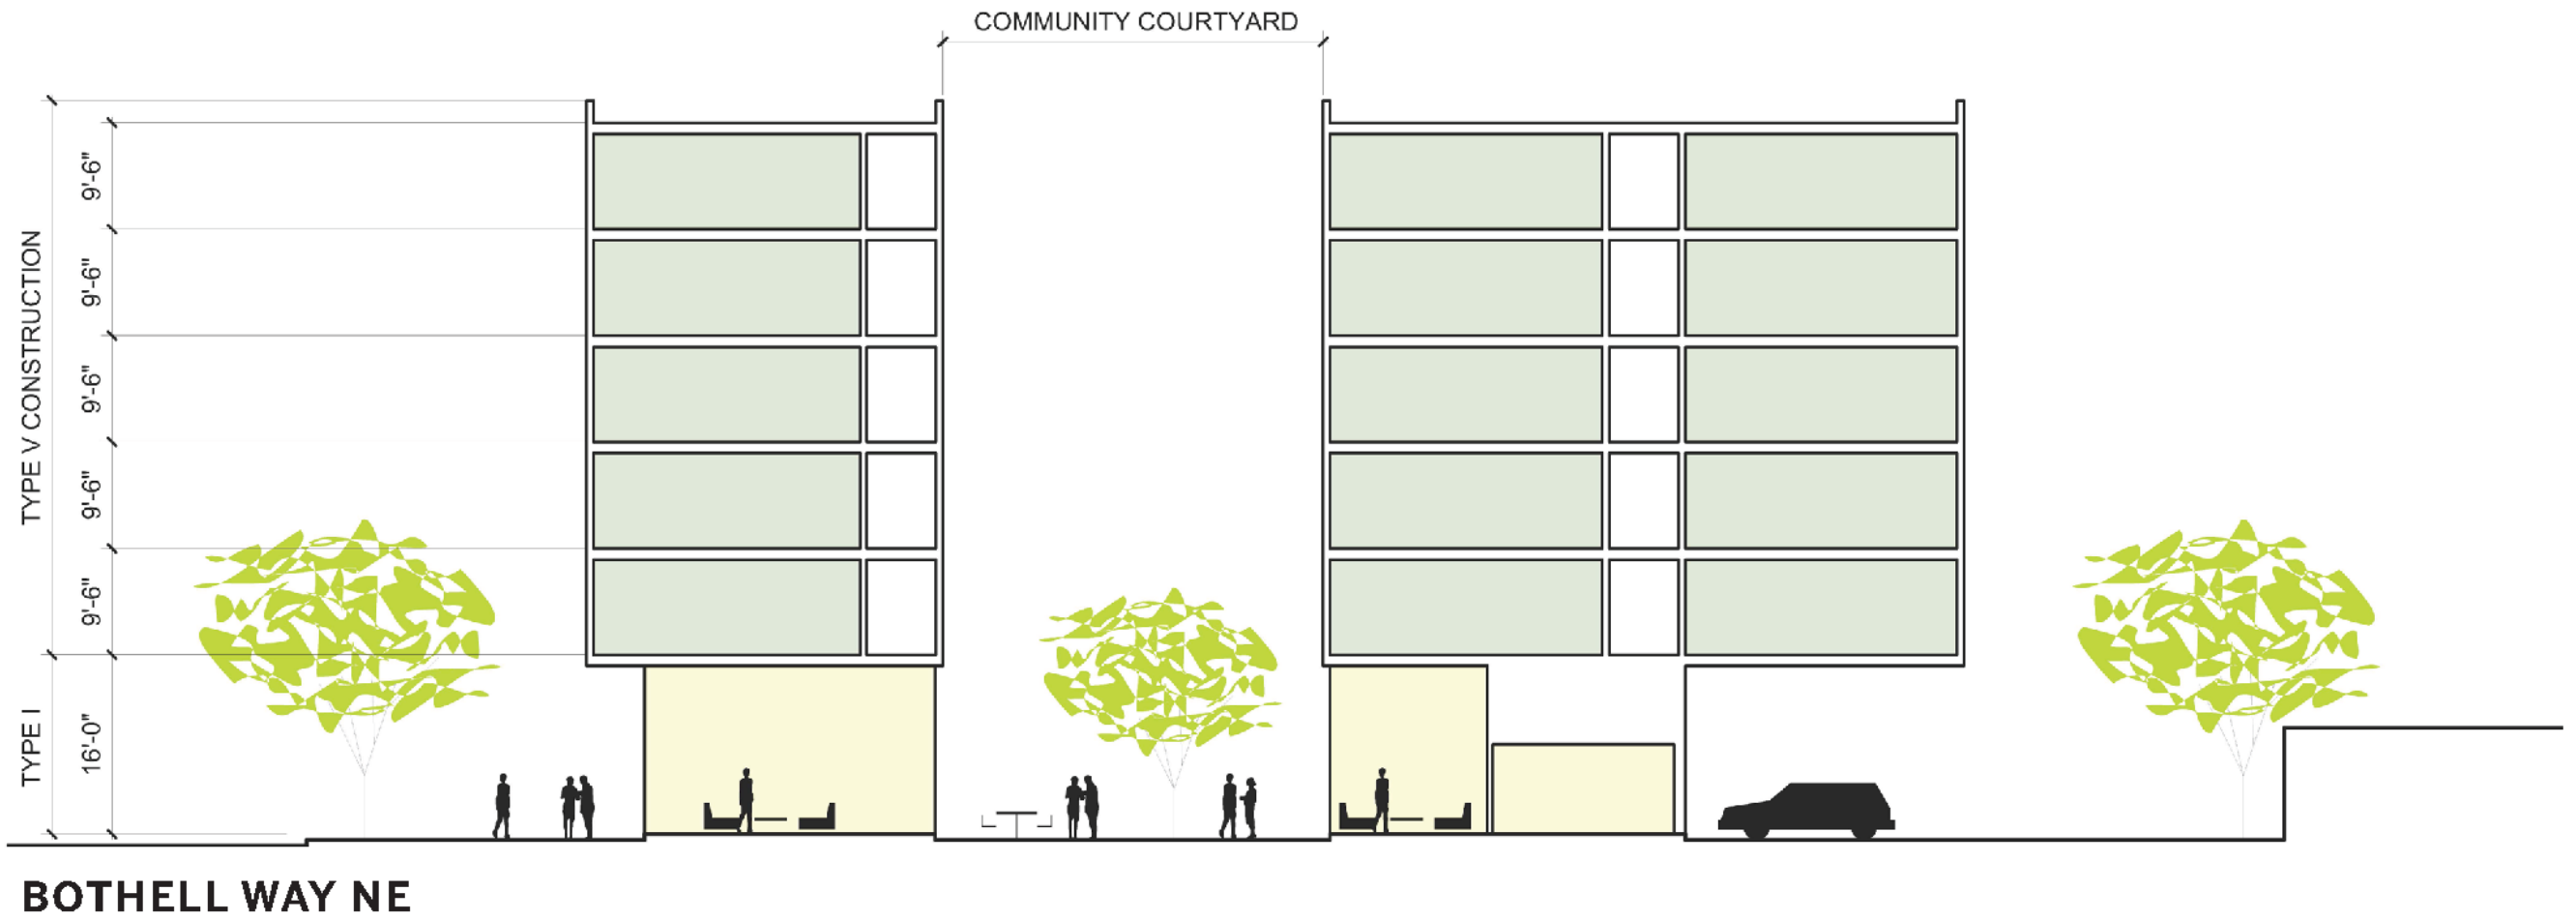 COMMUNITY COURTYARD
TYPE V CONSTRUCTION
9'-6"
9'-6"
9'-6"
9'-6"
9'-6"
TYPE I
16'-0"
BOTHELL WAY NE